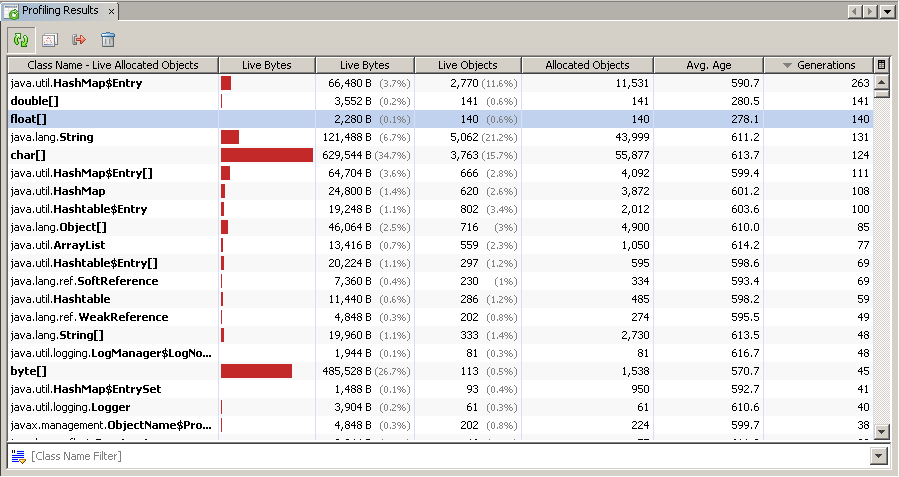 Profiling Results
Class Name - Live Allocated Objects Live Bytes Live Bytes Live Objects Allocated Objects Avg. Age Generations
java.util.HashMap$Entry 66,480 B (3.7%) 2,770 (11.6%) 11,531 590.7 263
double[] 3,552 B (0.2%) 141 (0.6%) 141 280.5 141
float[] 2,280 B (0.1%) 140 (0.6%) 140 278.1 140
java.lang.String 121,488 B (6.7%) 5,062 (21.2%) 43,999 611.2 131
char[] 629,544 B (34.7%) 3,763 (15.7%) 55,877 613.7 124
java.util.HashMap$Entry[] 64,704 B (3.6%) 666 (2.8%) 4,092 599.4 111
java.util.HashMap 24,800 B (1.4%) 620 (2.6%) 3,872 601.2 108
java.util.Hashtable$Entry 19,248 B (1.1%) 802 (3.4%) 2,012 603.6 100
java.lang.Object[] 46,064 B (2.5%) 716 (3%) 4,900 610.0 85
java.util.ArrayList 13,416 B (0.7%) 559 (2.3%) 1,050 614.2 77
java.util.Hashtable$Entry[] 20,224 B (1.1%) 297 (1.2%) 595 598.6 69
java.lang.ref.SoftReference 7,360 B (0.4%) 230 (1%) 334 593.4 69
java.util.Hashtable 11,440 B (0.6%) 286 (1.2%) 485 598.2 59
java.lang.ref.WeakReference 4,848 B (0.3%) 202 (0.8%) 274 595.5 49
java.lang.String[] 19,960 B (1.1%) 333 (1.4%) 2,730 613.5 48
java.util.logging.LogManager$LogNo... 1,944 B (0.1%) 81 (0.3%) 81 616.7 48
byte[] 485,528 B (26.7%) 113 (0.5%) 1,538 570.7 45
java.util.HashMap$EntrySet 1,488 B (0.1%) 93 (0.4%) 950 592.7 41
java.util.logging.Logger 3,904 B (0.2%) 61 (0.3%) 61 610.6 40
javax.management.ObjectName$Pro... 4,848 B (0.3%) 202 (0.8%) 224 599.7 38
[Class Name Filter]